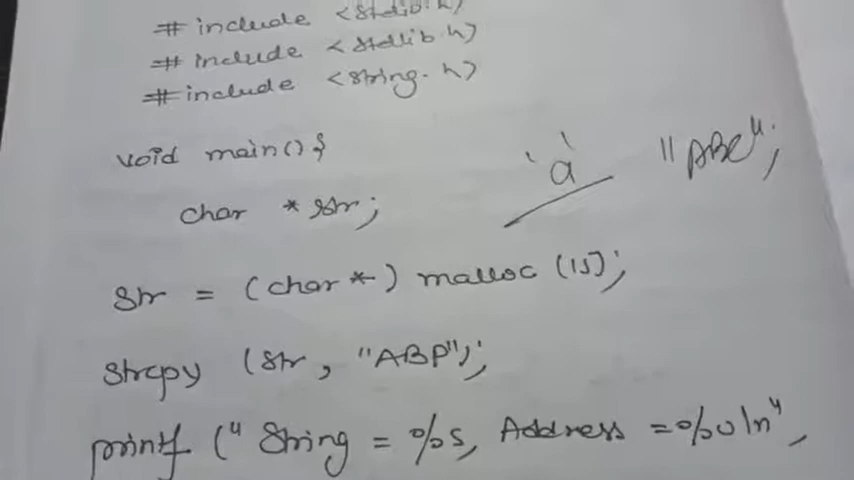 #include <stdio.h>
#include <stdlib.h>
#include <string.h>
void main() {
'a' "ABC";
char *str;
str = (char*) malloc (15);
strcpy (str, "ABP");
printf ("String = %s, Address = %u\n",